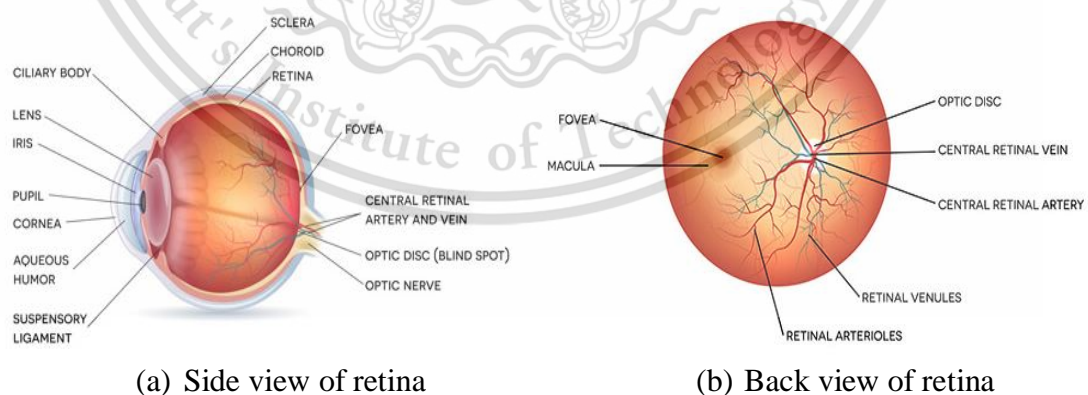 SCLERA
CHOROID
RETINA
CILIARY BODY
LENS
IRIS
PUPIL
CORNEA
AQUEOUS
HUMOR
SUSPENSORY
LIGAMENT
FOVEA
CENTRAL RETINAL
ARTERY AND VEIN
OPTIC DISC (BLIND SPOT)
OPTIC NERVE
FOVEA
MACULA
OPTIC DISC
CENTRAL RETINAL VEIN
CENTRAL RETINAL ARTERY
RETINAL VENULES
RETINAL ARTERIOLES
(a) Side view of retina
(b) Back view of retina
Institute of Technology